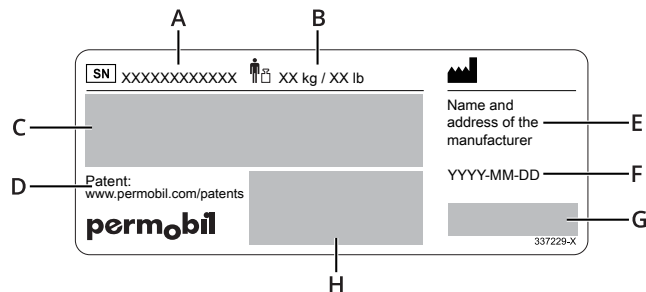 A
B
SN XXXXXXXXXXXX XX kg / XX lb
C
Name and
address of the
manufacturer
E
D
Patent:
www.permobil.com/patents
YYYY-MM-DD
F
permobil
G
337229-X
H